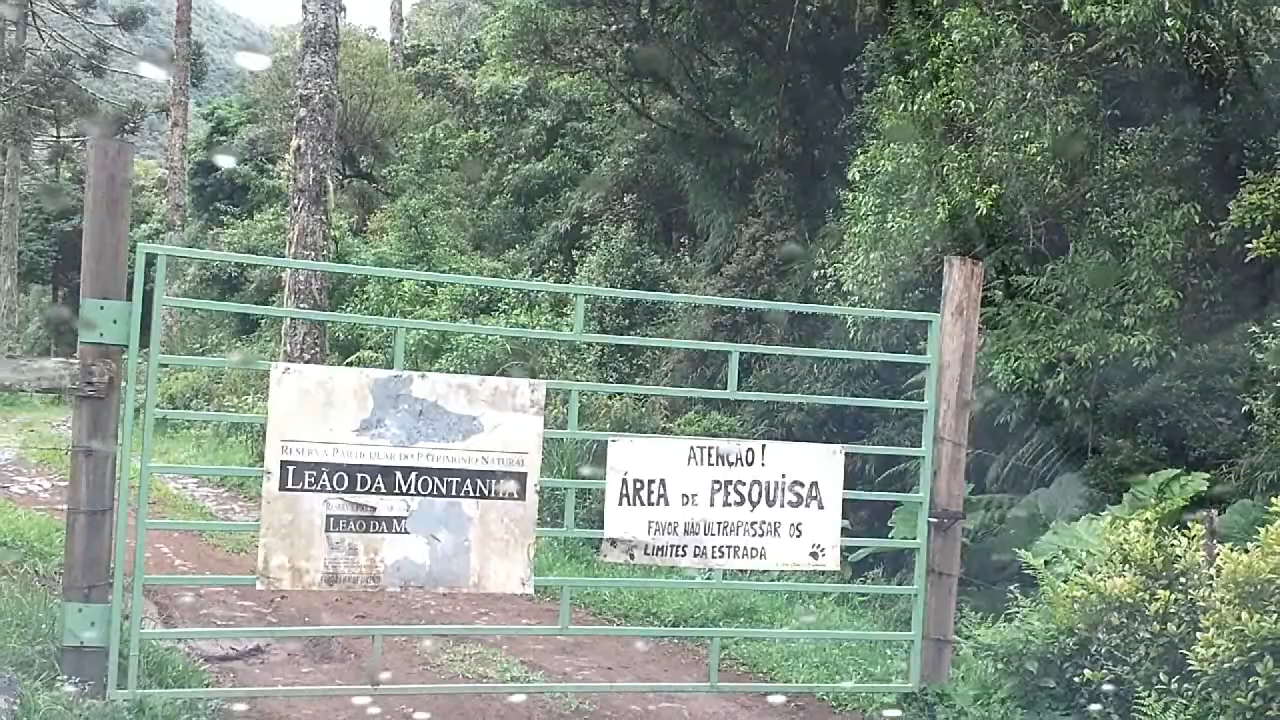 RESERVA PARTICULAR DO PATRIMÔNIO NATURAL
LEÃO DA MONTANHA
LEÃO DA M
ATENÇÃO!
ÁREA DE PESQUISA
FAVOR NÃO ULTRAPASSAR OS
LIMITES DA ESTRADA